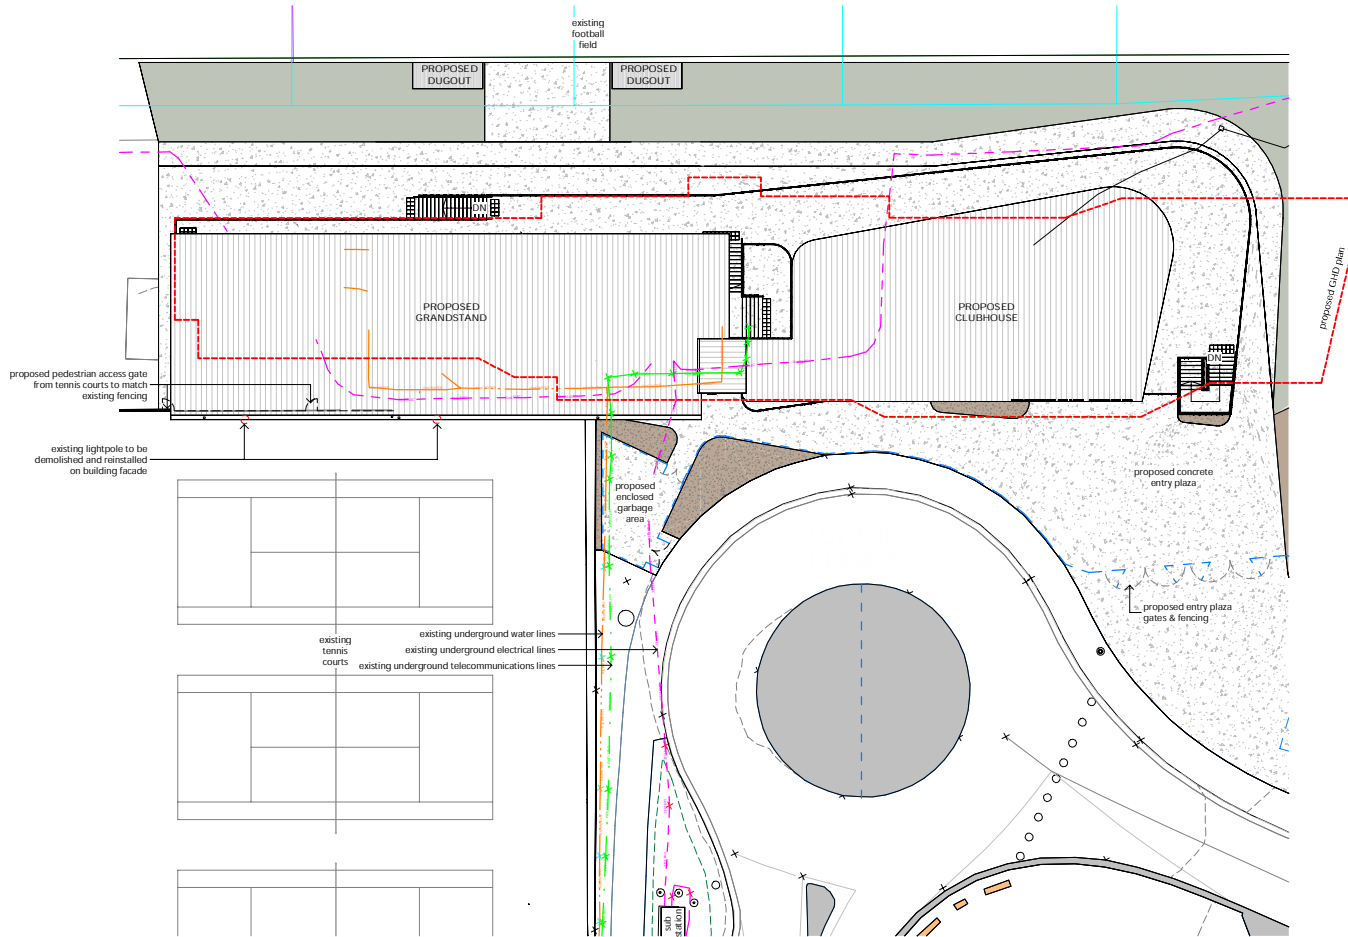 existing
football
field
PROPOSED
DUGOUT
PROPOSED
DUGOUT
DN
PROPOSED
GRANDSTAND
PROPOSED
CLUBHOUSE
proposed GHD plan
DN
proposed pedestrian access gate
from tennis courts to match
existing fencing
existing lightpole to be
demolished and reinstalled
on building facade
proposed
enclosed
garbage
area
proposed concrete
entry plaza
proposed entry plaza
gates & fencing
existing
tennis
courts
existing underground water lines
existing underground electrical lines
existing underground telecommunications lines
sub
station